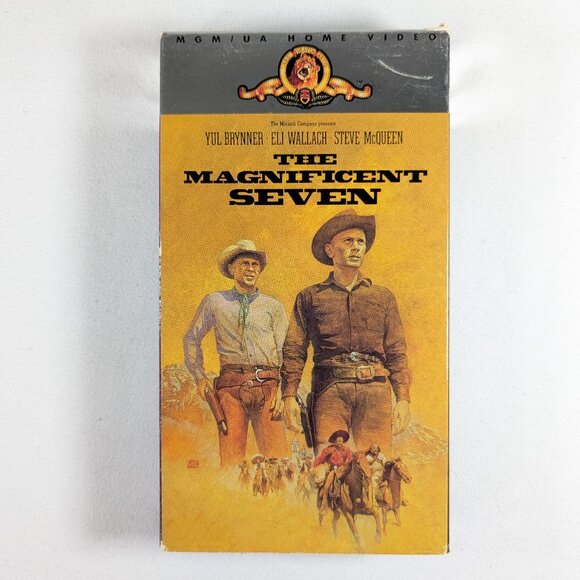 MGM/UA HOME VIDEO
The Mirisch Company presents
YUL BRYNNER · ELI WALLACH · STEVE McQUEEN
THE
MAGNIFICENT
SEVEN